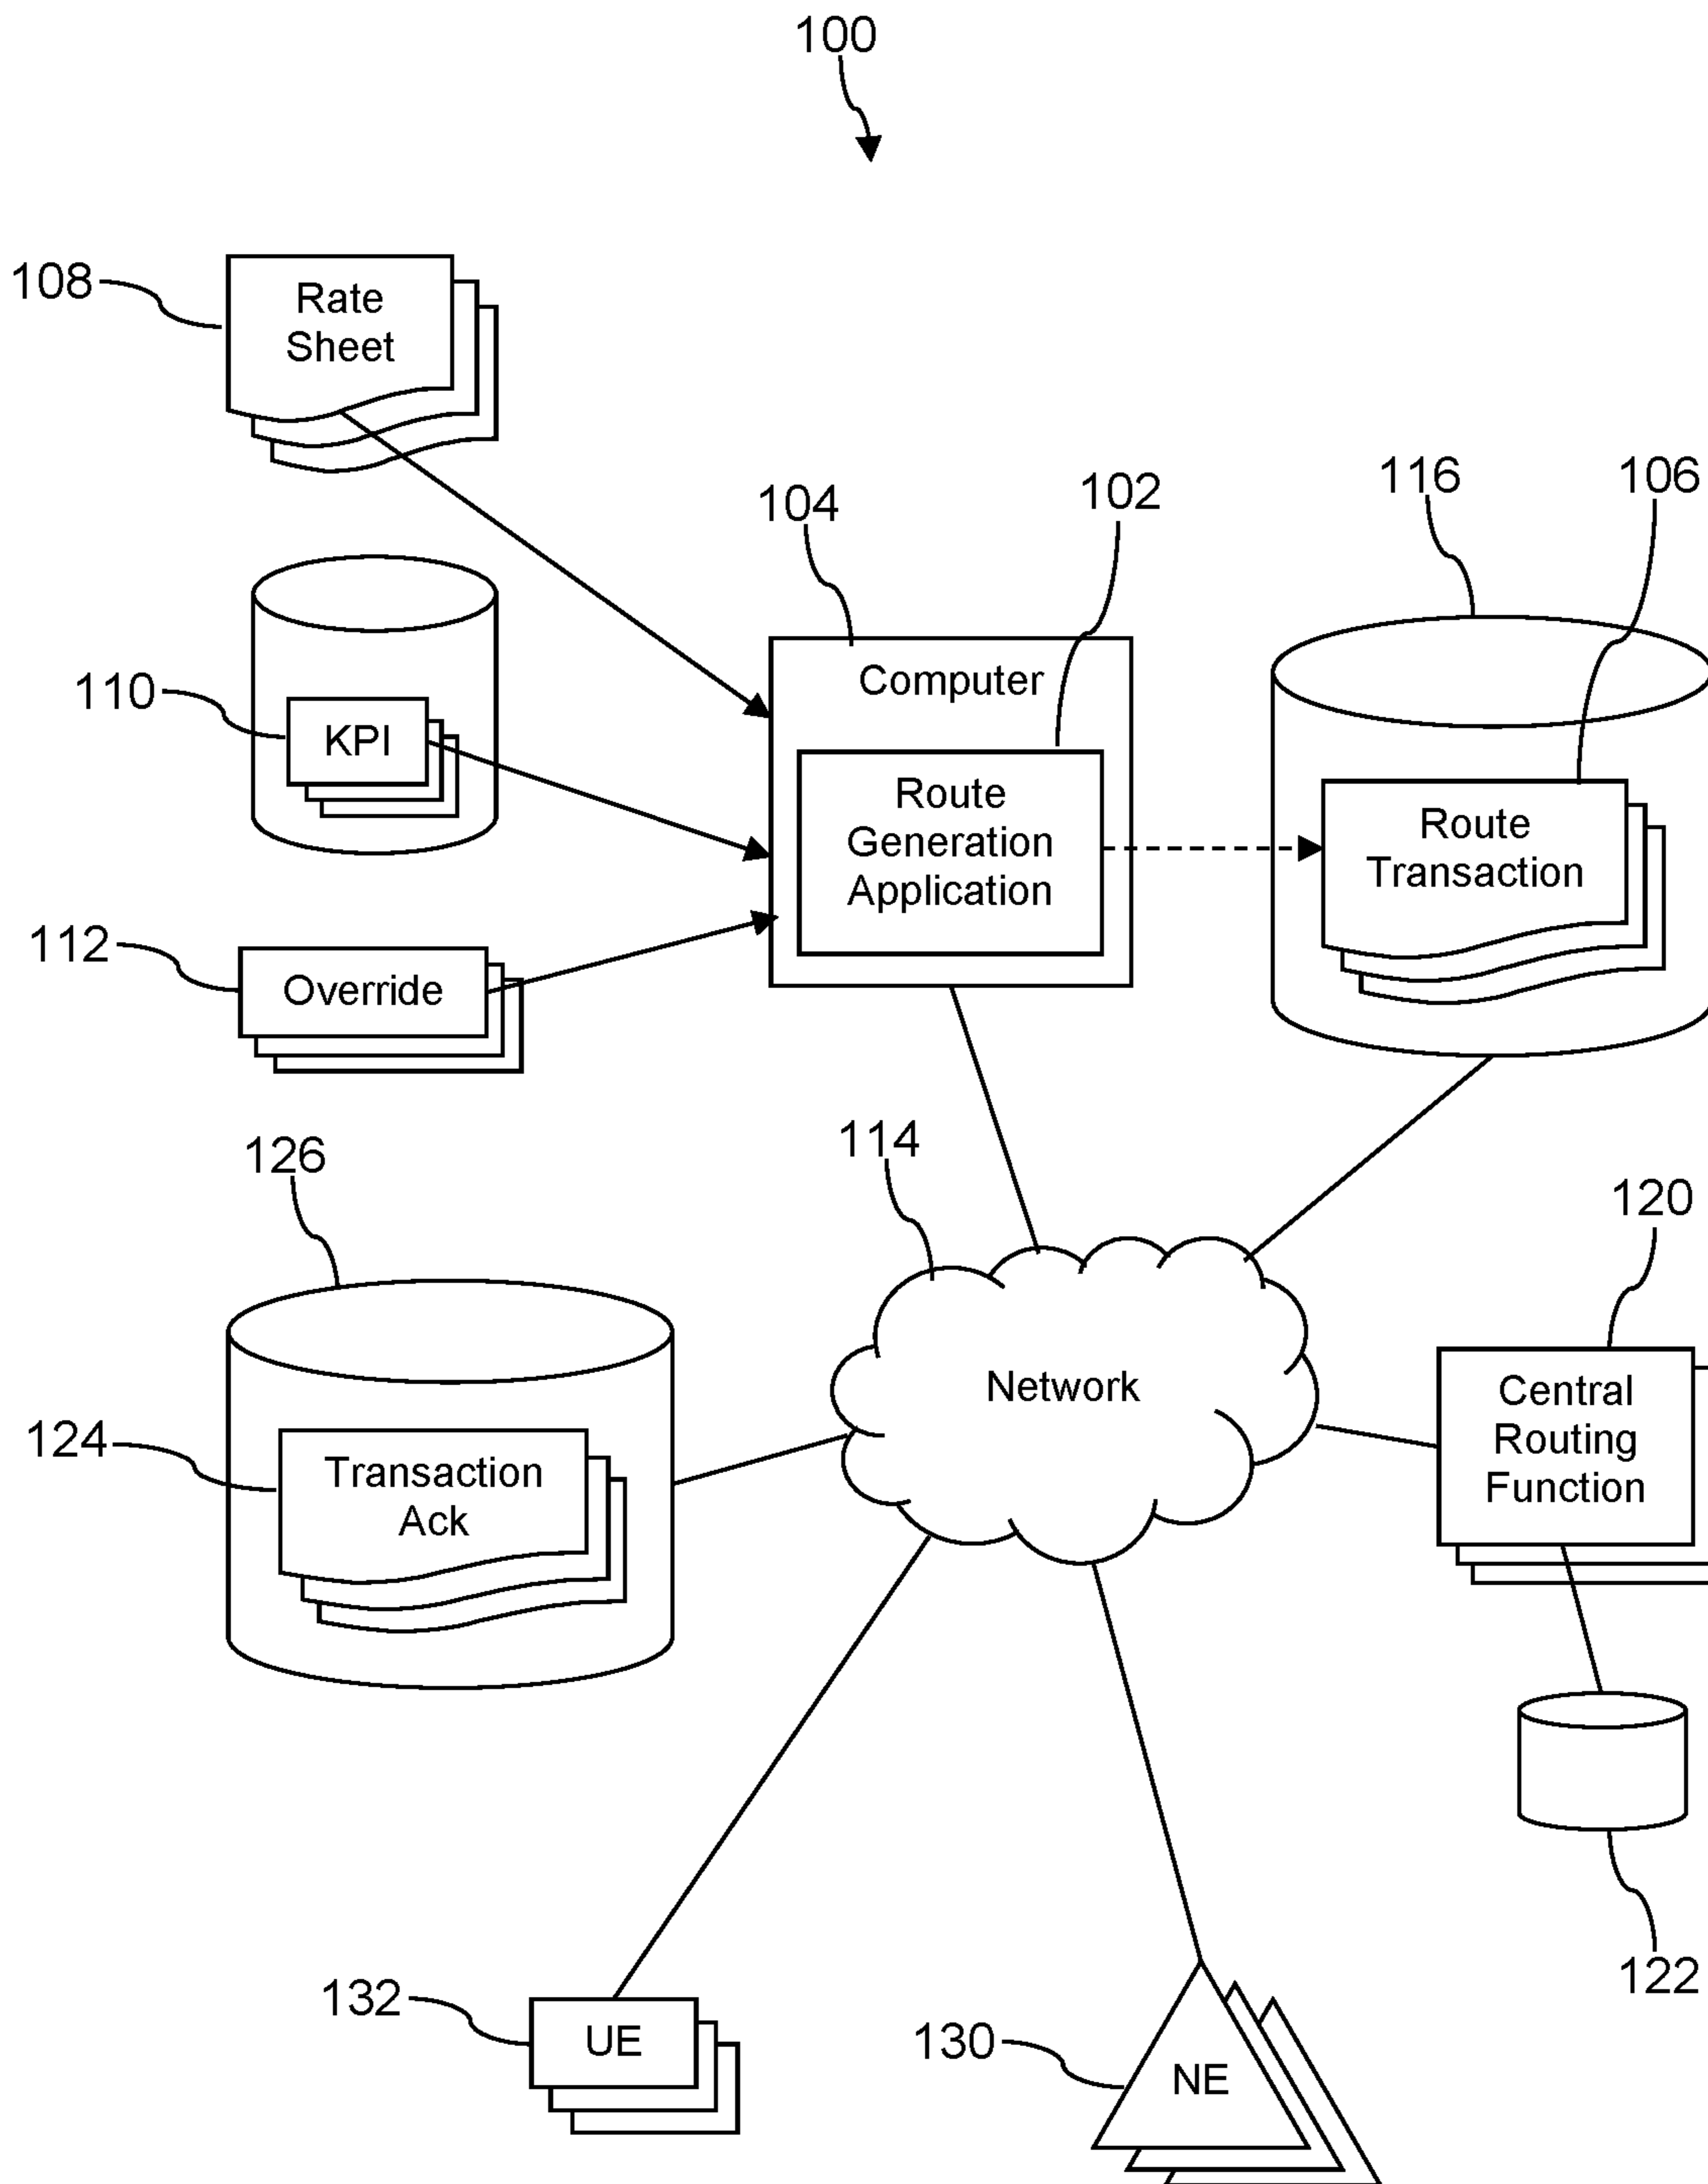 100
108
Rate
Sheet
104
102
116
106
Computer
110
KPI
Route
Generation
Application
Route
Transaction
112
Override
126
114
120
Network
Central
Routing
Function
124
Transaction
Ack
122
132
UE
130
NE